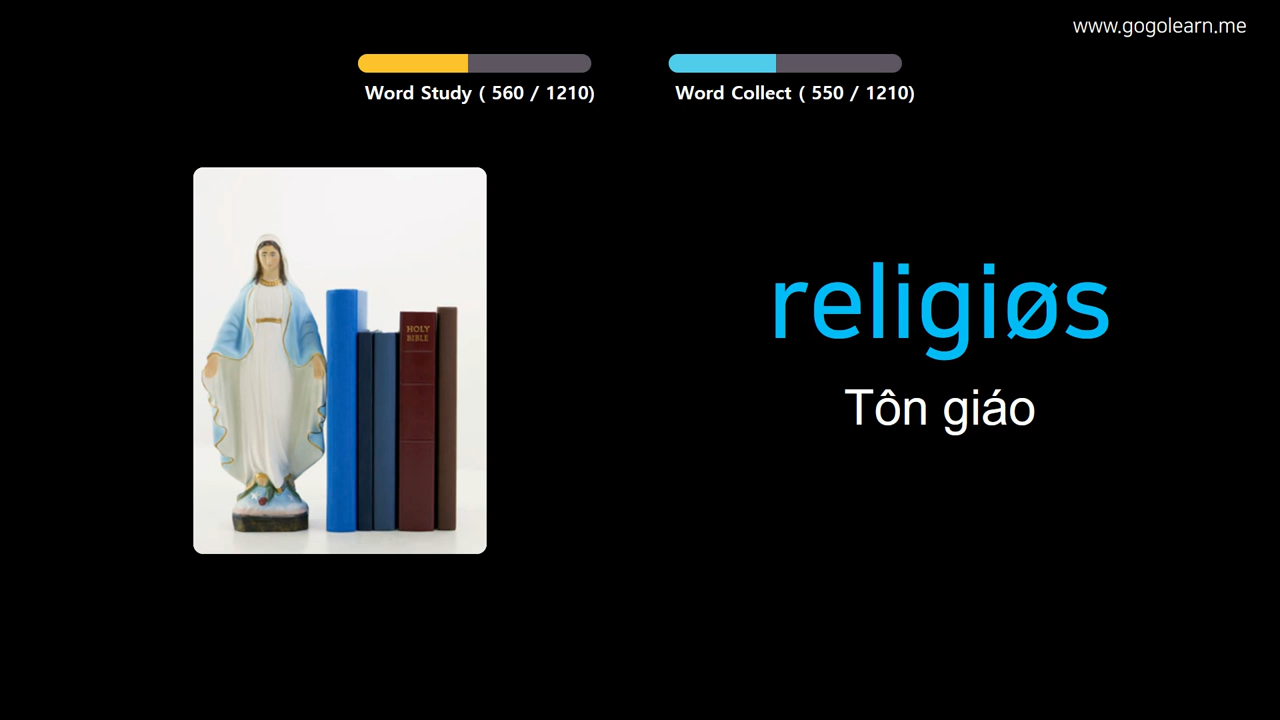 www.gogolearn.me
Word Study ( 560 / 1210)
Word Collect ( 550 / 1210)
HOLY
BIBLE
religiøs
Tôn giáo